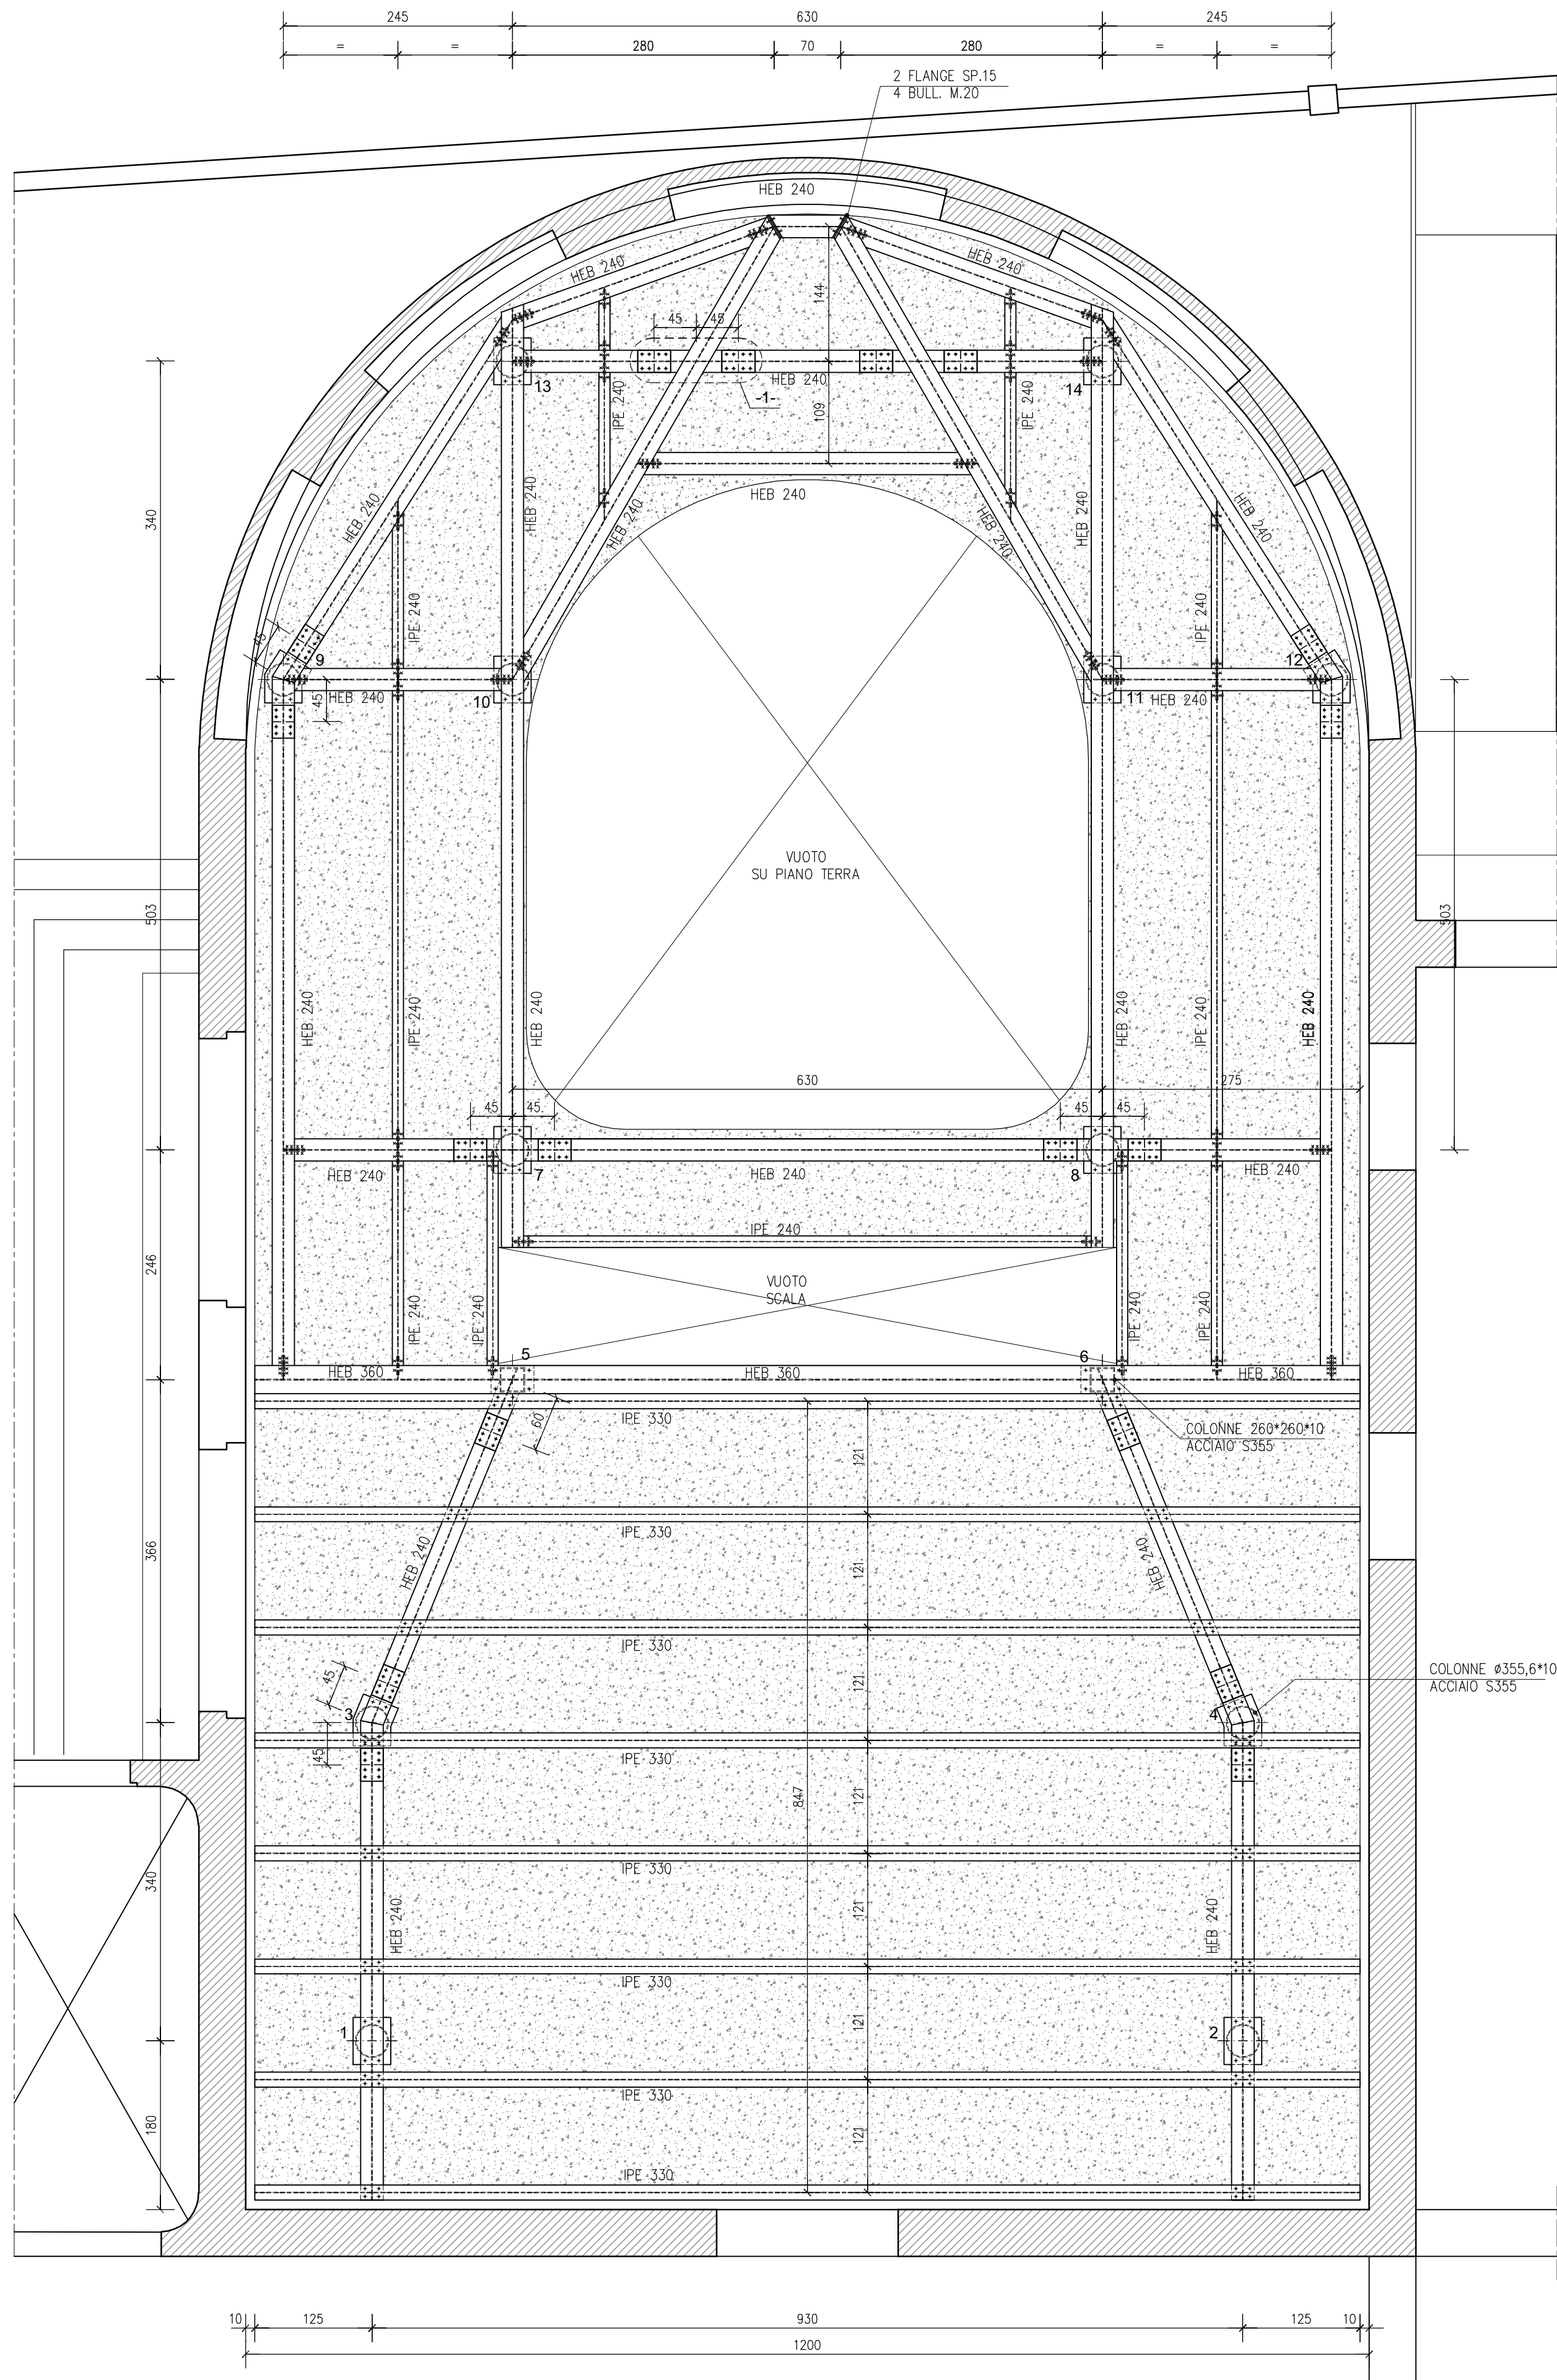 245
630
245
=
=
280
70
280
=
=
2 FLANGE SP.15
4 BULL. M.20
HEB 240
HEB 240
HEB 240
144
45
45
13
HEB 240
14
-1-
IPE 240
IPE 240
109
340
HEB 240
HEB 240
HEB 240
HEB 240
HEB 240
HEB 240
HEB 240
IPE 240
IPE 240
45
9
12
HEB 240
10
11
HEB 240
45
VUOTO
SU PIANO TERRA
503
503
HEB 240
IPE 240
HEB 240
HEB 240
IPE 240
HEB 240
630
275
45
45
45
45
HEB 240
7
HEB 240
8
HEB 240
IPE 240
246
VUOTO
SCALA
IPE 240
IPE 240
IPE 240
IPE 240
5
6
HEB 360
HEB 360
HEB 360
IPE 330
60
COLONNE 260*260*10
ACCIAIO S355
121
IPE 330
366
HEB 240
121
HEB 240
IPE 330
45
121
COLONNE ø355,6*10
ACCIAIO S355
3
4
45
IPE 330
847
121
IPE 330
340
HEB 240
121
HEB 240
IPE 330
1
121
2
IPE 330
180
121
IPE 330
10
125
930
125
10
1200